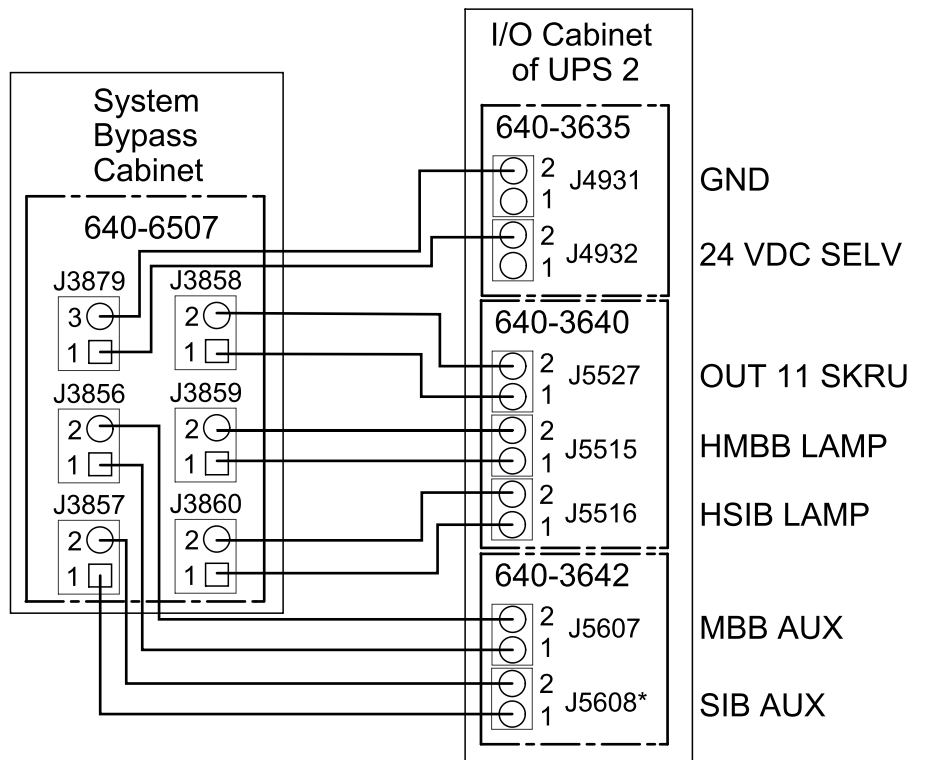 System
Bypass
Cabinet
640-6507
J3879
J3858
3
1
2
1
J3856
J3859
2
1
2
1
J3857
J3860
2
1
2
1
I/O Cabinet
of UPS 2
640-3635
2
1
J4931
GND
2
1
J4932
24 VDC SELV
640-3640
2
1
J5527
OUT 11 SKRU
2
1
J5515
HMBB LAMP
2
1
J5516
HSIB LAMP
640-3642
2
1
J5607
MBB AUX
2
1
J5608*
SIB AUX